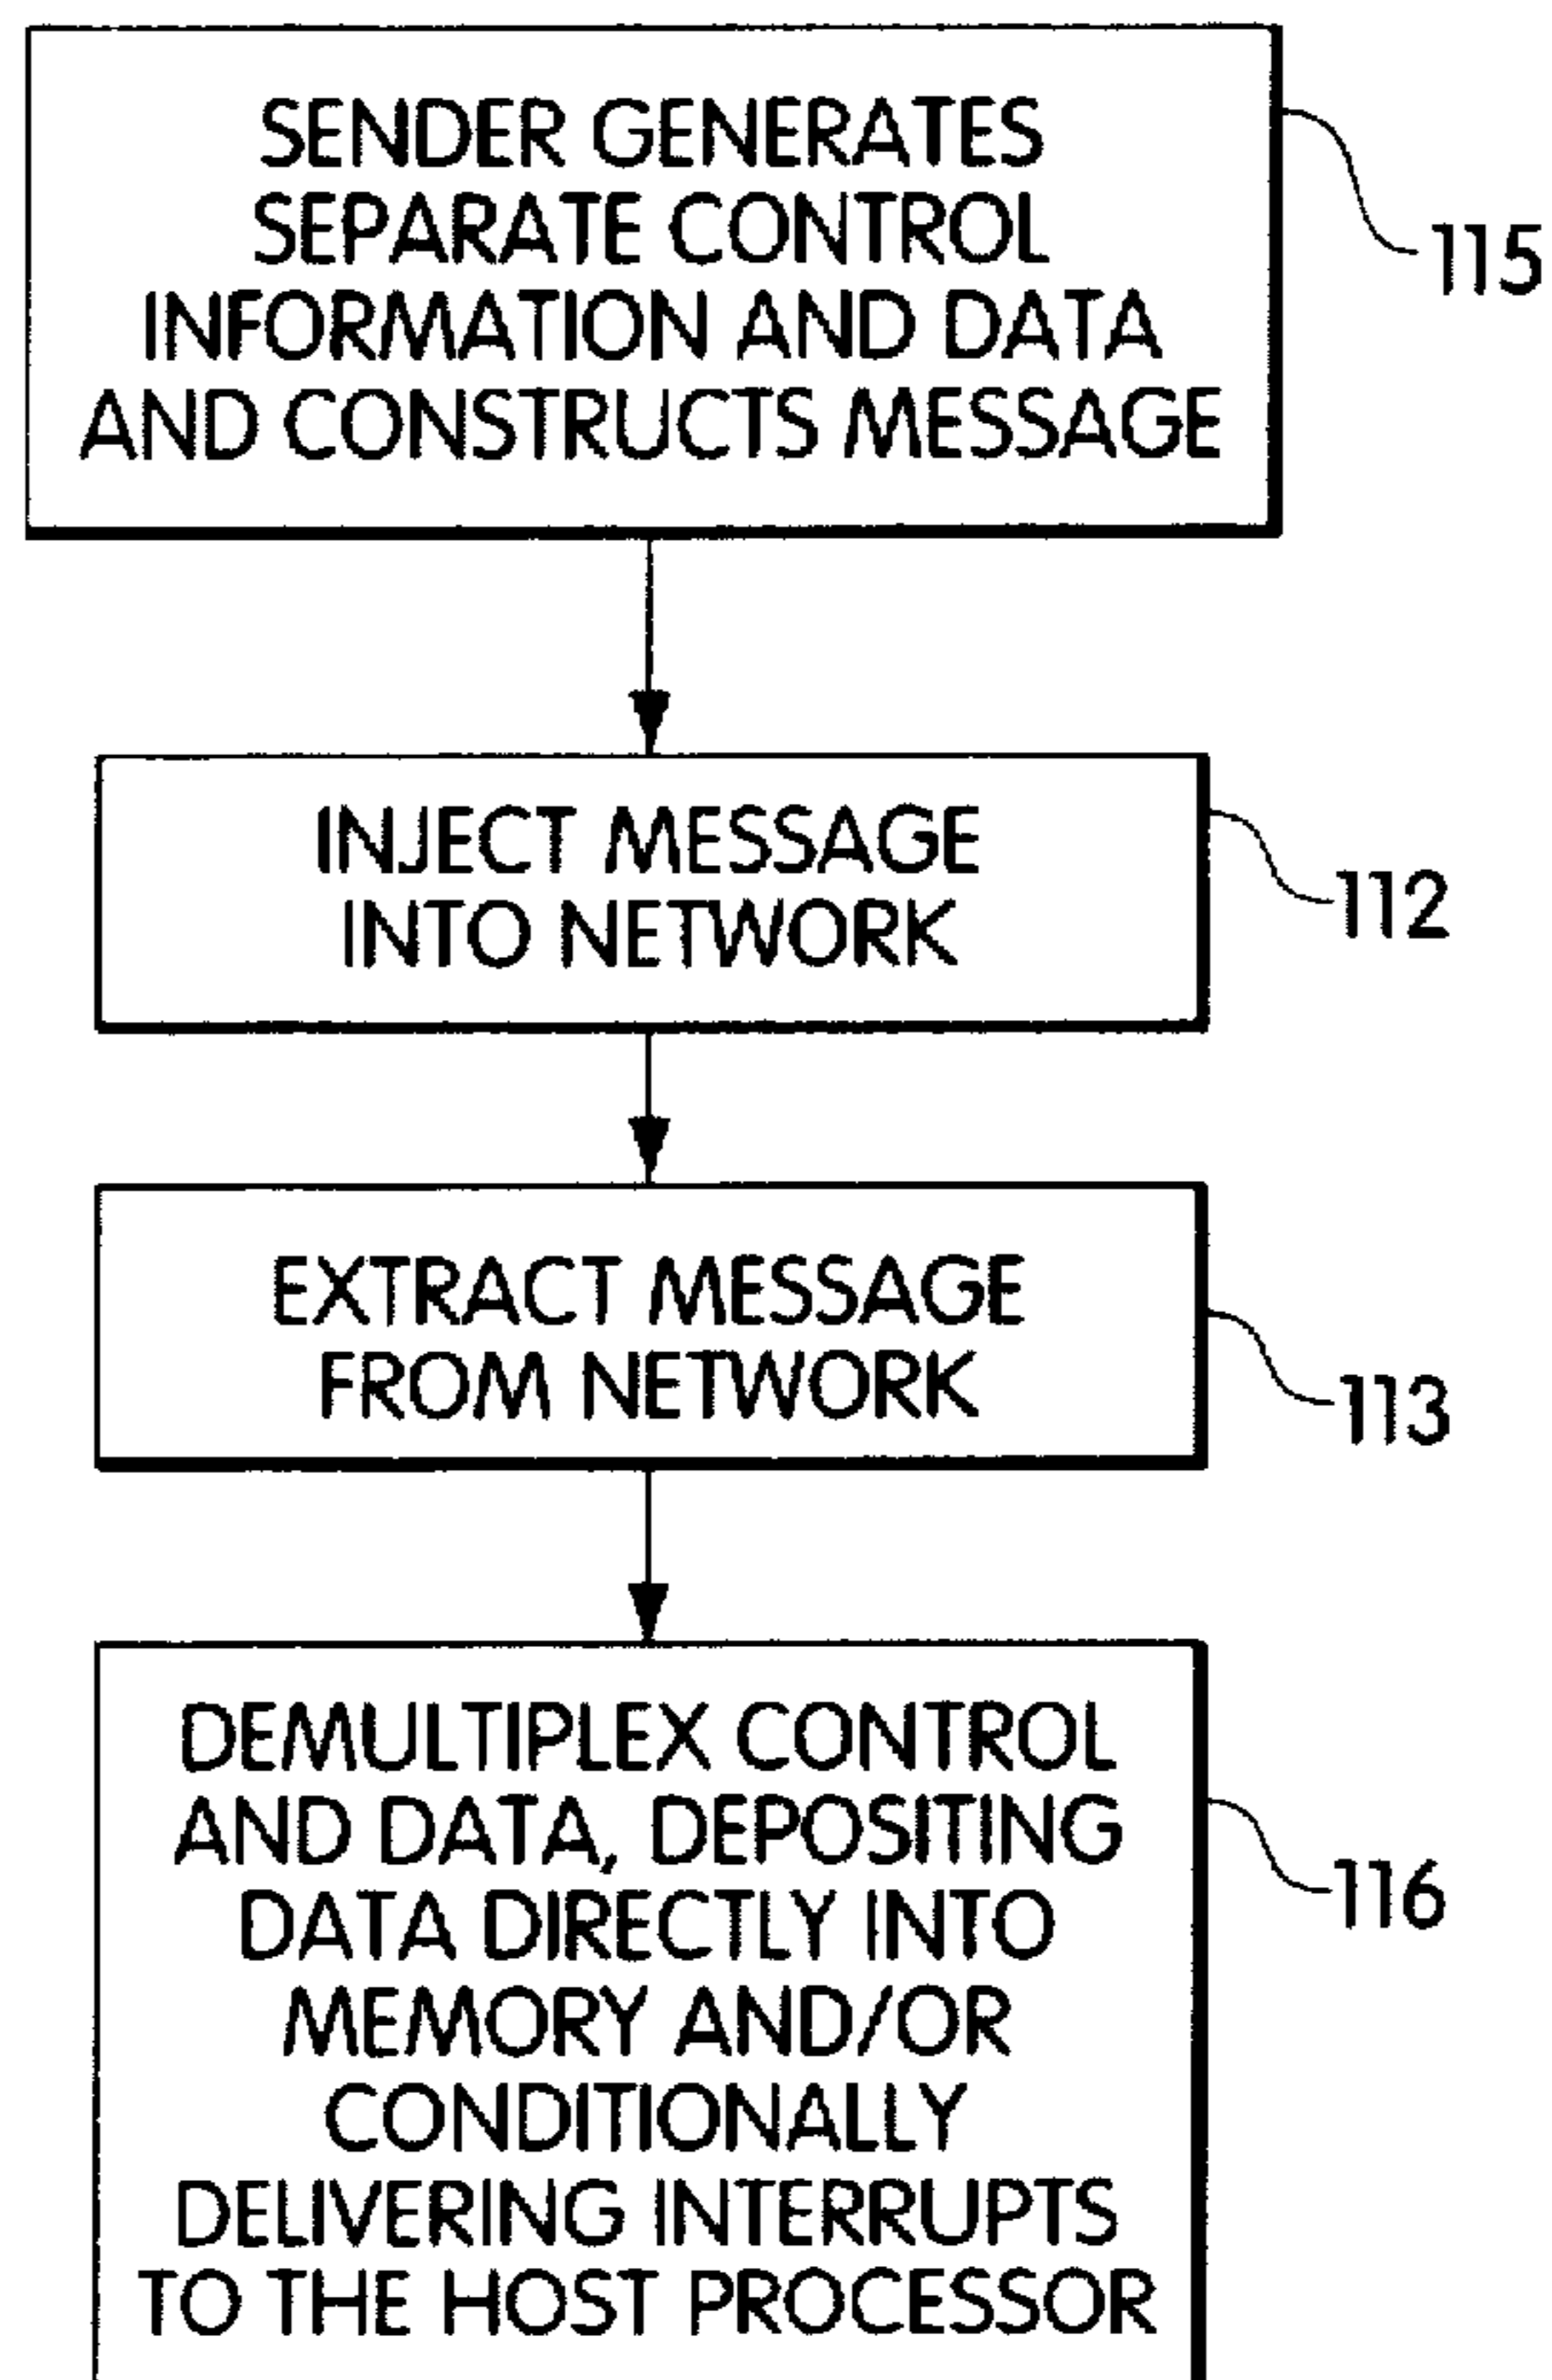 SENDER GENERATES
SEPARATE CONTROL
INFORMATION AND DATA
AND CONSTRUCTS MESSAGE
115
INJECT MESSAGE
INTO NETWORK
112
EXTRACT MESSAGE
FROM NETWORK
113
DEMULTIPLEX CONTROL
AND DATA, DEPOSITING
DATA DIRECTLY INTO
MEMORY AND/OR
CONDITIONALLY
DELIVERING INTERRUPTS
TO THE HOST PROCESSOR
116